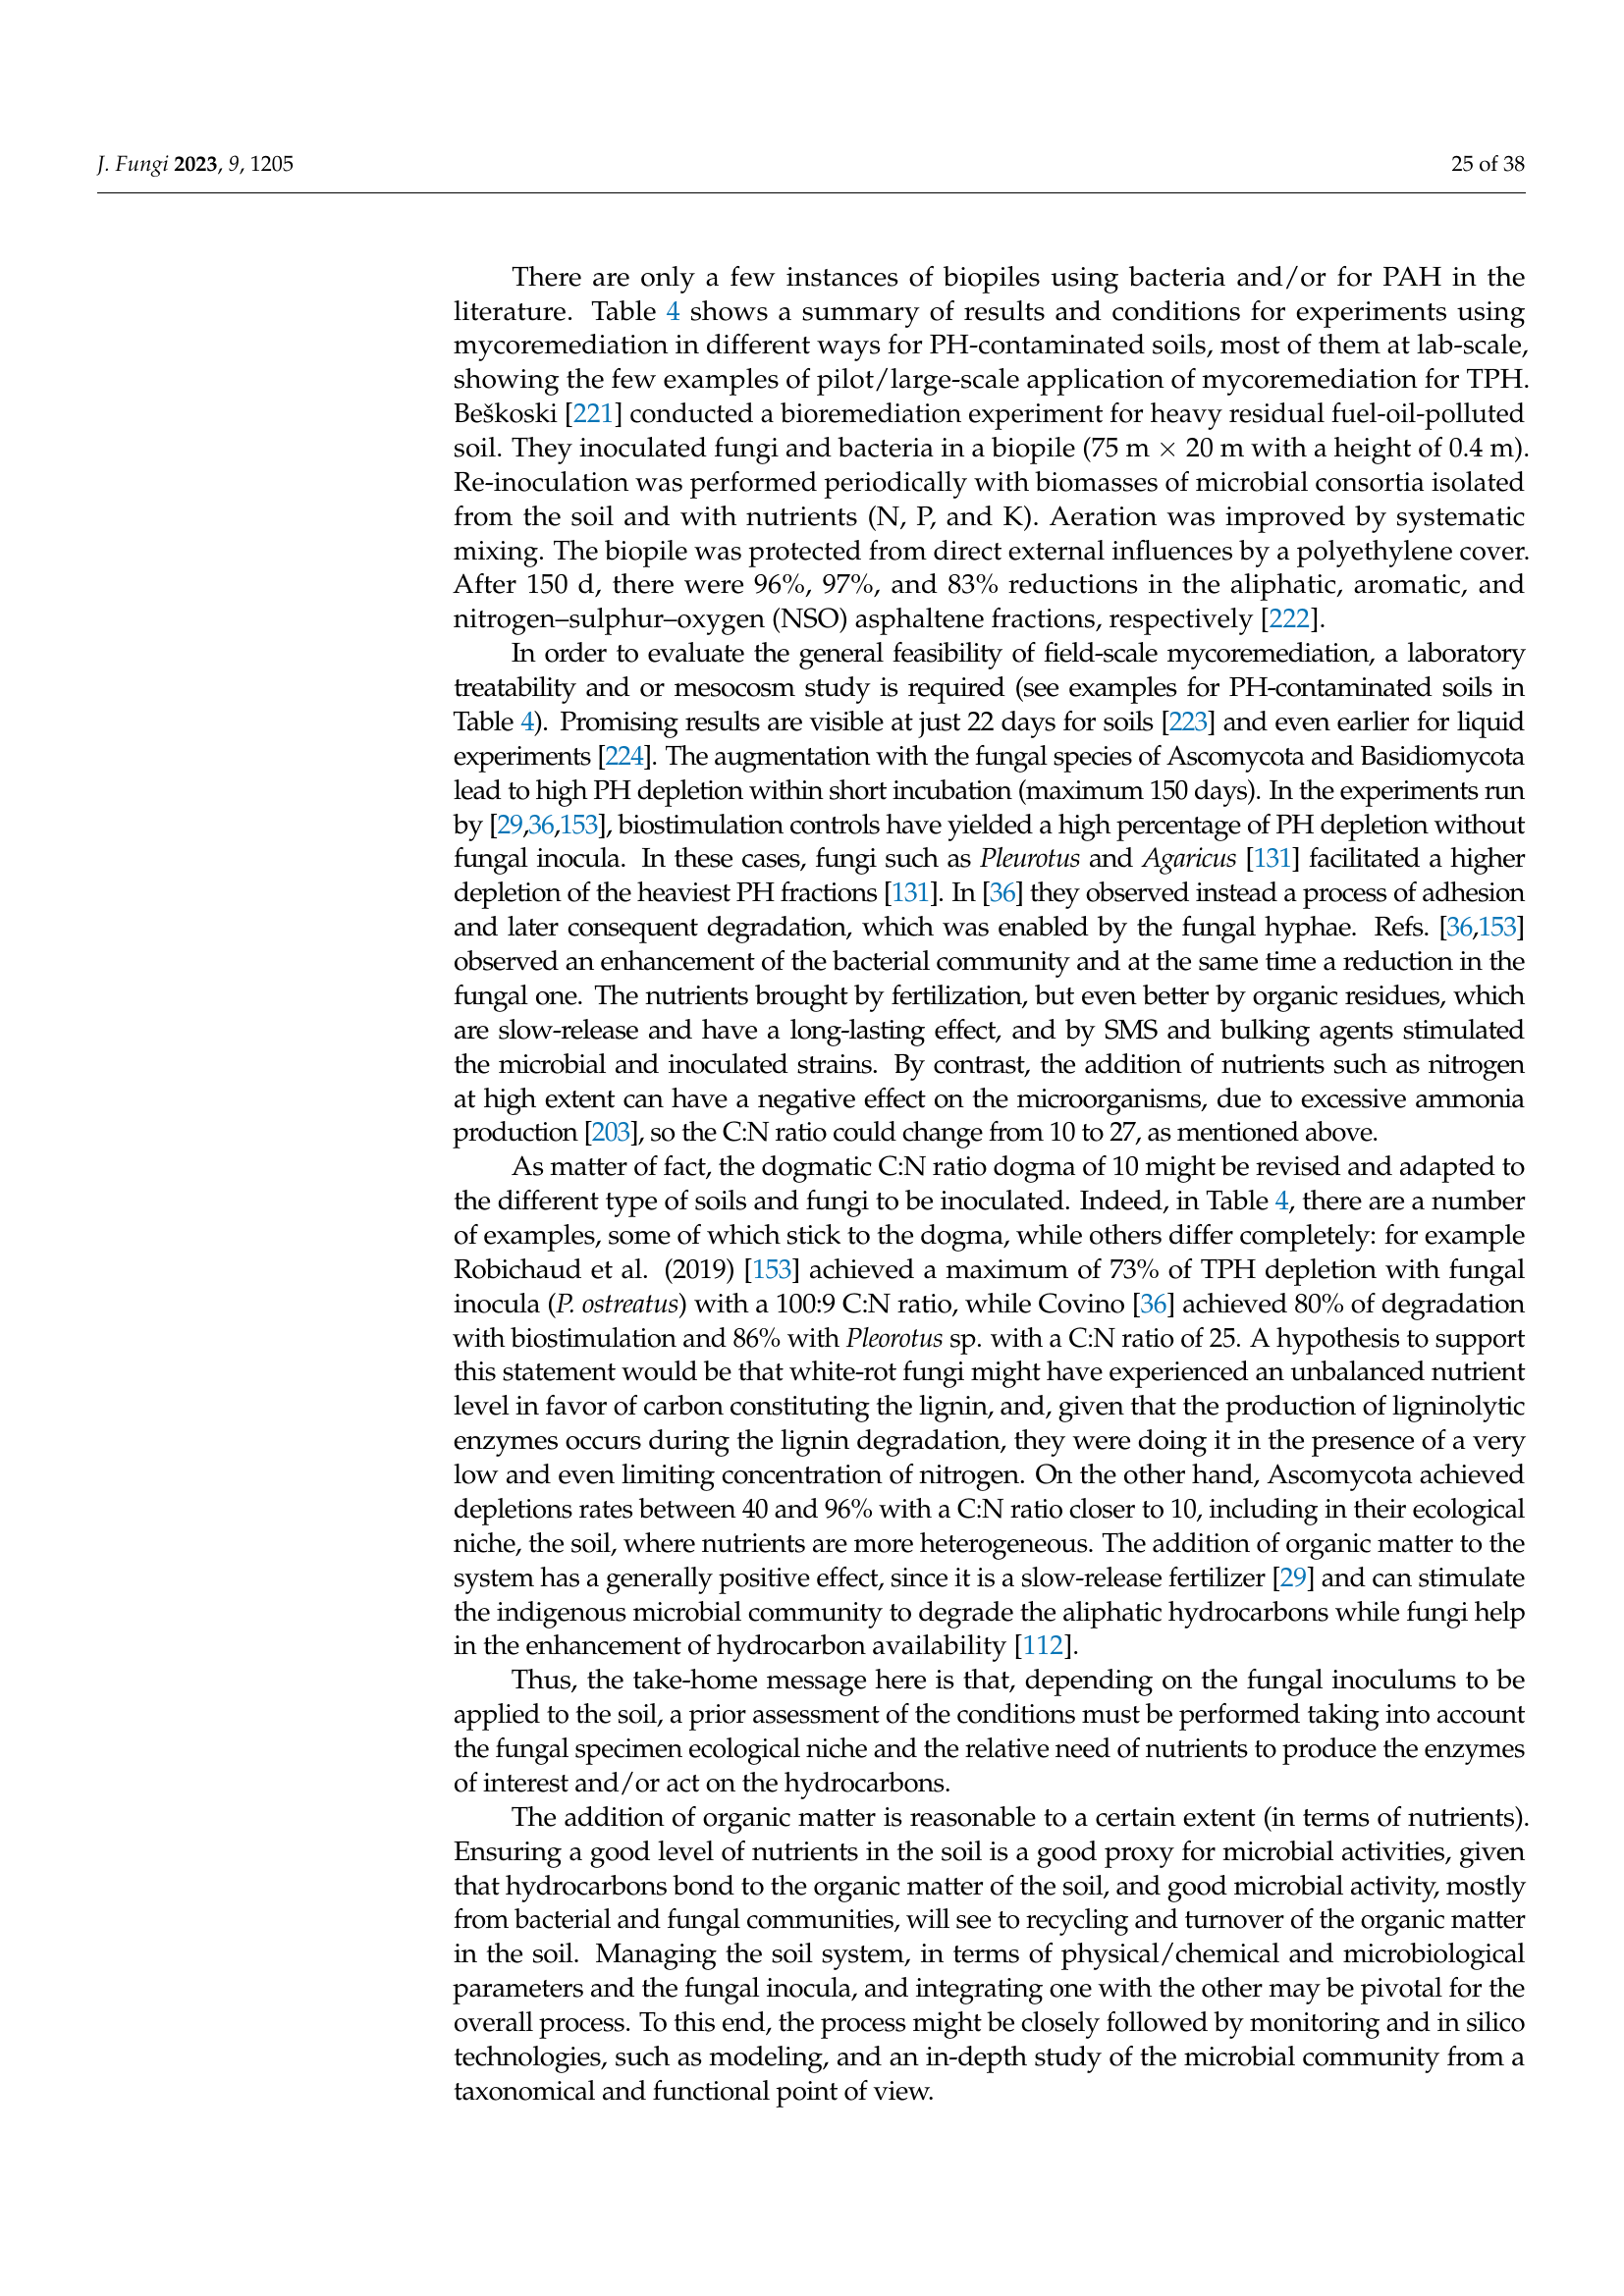 J. Fungi 2023, 9, 1205
25 of 38
There are only a few instances of biopiles using bacteria and/or for PAH in the
literature. Table 4 shows a summary of results and conditions for experiments using
mycoremediation in different ways for PH-contaminated soils, most of them at lab-scale,
showing the few examples of pilot/large-scale application of mycoremediation for TPH.
Beškoski [221] conducted a bioremediation experiment for heavy residual fuel-oil-polluted
soil. They inoculated fungi and bacteria in a biopile (75 m × 20 m with a height of 0.4 m).
Re-inoculation was performed periodically with biomasses of microbial consortia isolated
from the soil and with nutrients (N, P, and K). Aeration was improved by systematic
mixing. The biopile was protected from direct external influences by a polyethylene cover.
After 150 d, there were 96%, 97%, and 83% reductions in the aliphatic, aromatic, and
nitrogen–sulphur–oxygen (NSO) asphaltene fractions, respectively [222].
In order to evaluate the general feasibility of field-scale mycoremediation, a laboratory
treatability and or mesocosm study is required (see examples for PH-contaminated soils in
Table 4). Promising results are visible at just 22 days for soils [223] and even earlier for liquid
experiments [224]. The augmentation with the fungal species of Ascomycota and Basidiomycota
lead to high PH depletion within short incubation (maximum 150 days). In the experiments run
by [29,36,153], biostimulation controls have yielded a high percentage of PH depletion without
fungal inocula. In these cases, fungi such as Pleurotus and Agaricus [131] facilitated a higher
depletion of the heaviest PH fractions [131]. In [36] they observed instead a process of adhesion
and later consequent degradation, which was enabled by the fungal hyphae. Refs. [36,153]
observed an enhancement of the bacterial community and at the same time a reduction in the
fungal one. The nutrients brought by fertilization, but even better by organic residues, which
are slow-release and have a long-lasting effect, and by SMS and bulking agents stimulated
the microbial and inoculated strains. By contrast, the addition of nutrients such as nitrogen
at high extent can have a negative effect on the microorganisms, due to excessive ammonia
production [203], so the C:N ratio could change from 10 to 27, as mentioned above.
As matter of fact, the dogmatic C:N ratio dogma of 10 might be revised and adapted to
the different type of soils and fungi to be inoculated. Indeed, in Table 4, there are a number
of examples, some of which stick to the dogma, while others differ completely: for example
Robichaud et al. (2019) [153] achieved a maximum of 73% of TPH depletion with fungal
inocula (P. ostreatus) with a 100:9 C:N ratio, while Covino [36] achieved 80% of degradation
with biostimulation and 86% with Pleorotus sp. with a C:N ratio of 25. A hypothesis to support
this statement would be that white-rot fungi might have experienced an unbalanced nutrient
level in favor of carbon constituting the lignin, and, given that the production of ligninolytic
enzymes occurs during the lignin degradation, they were doing it in the presence of a very
low and even limiting concentration of nitrogen. On the other hand, Ascomycota achieved
depletions rates between 40 and 96% with a C:N ratio closer to 10, including in their ecological
niche, the soil, where nutrients are more heterogeneous. The addition of organic matter to the
system has a generally positive effect, since it is a slow-release fertilizer [29] and can stimulate
the indigenous microbial community to degrade the aliphatic hydrocarbons while fungi help
in the enhancement of hydrocarbon availability [112].
Thus, the take-home message here is that, depending on the fungal inoculums to be
applied to the soil, a prior assessment of the conditions must be performed taking into account
the fungal specimen ecological niche and the relative need of nutrients to produce the enzymes
of interest and/or act on the hydrocarbons.
The addition of organic matter is reasonable to a certain extent (in terms of nutrients).
Ensuring a good level of nutrients in the soil is a good proxy for microbial activities, given
that hydrocarbons bond to the organic matter of the soil, and good microbial activity, mostly
from bacterial and fungal communities, will see to recycling and turnover of the organic matter
in the soil. Managing the soil system, in terms of physical/chemical and microbiological
parameters and the fungal inocula, and integrating one with the other may be pivotal for the
overall process. To this end, the process might be closely followed by monitoring and in silico
technologies, such as modeling, and an in-depth study of the microbial community from a
taxonomical and functional point of view.